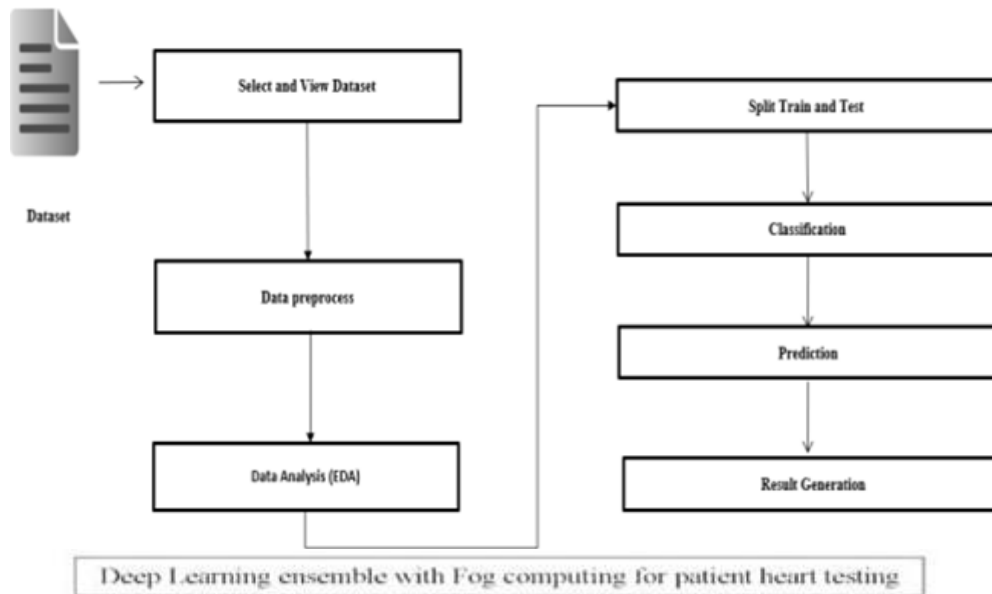 Dataset
Select and View Dataset
Data preprocess
Data Analysis (EDA)
Split Train and Test
Classification
Prediction
Result Generation
Deep Learning ensemble with Fog computing for patient heart testing